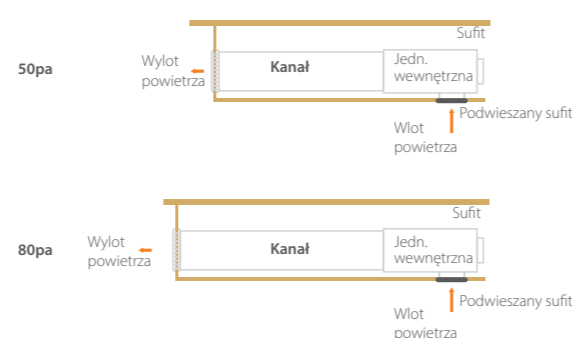 Sufit
Wylot
powietrza
50pa
Kanał
Jedn.
wewnętrzna
Podwieszany sufit
Wlot
powietrza
Sufit
Wylot
powietrza
80pa
Kanał
Jedn.
wewnętrzna
Podwieszany sufit
Wlot
powietrza